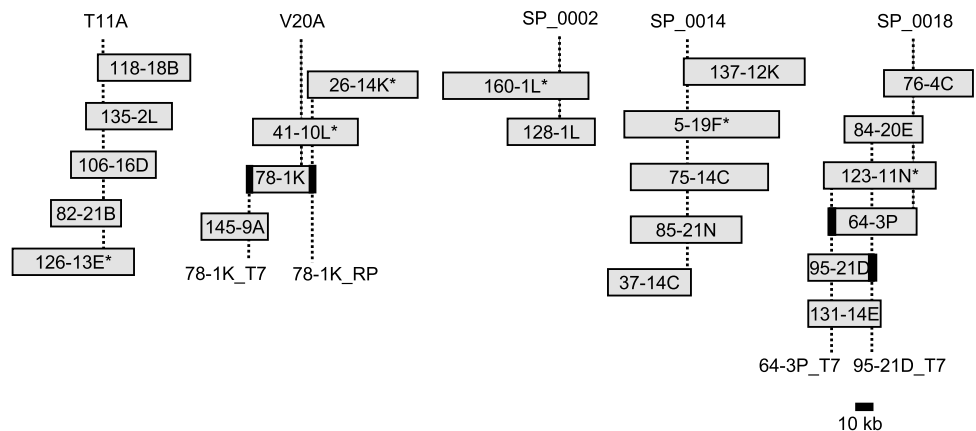 T11A
118-18B
135-2L
106-16D
82-21B
126-13E*
V20A
26-14K*
41-10L*
78-1K
145-9A
78-1K_T7
78-1K_RP
SP_0002
160-1L*
128-1L
SP_0014
137-12K
5-19F*
75-14C
85-21N
37-14C
SP_0018
76-4C
84-20E
123-11N*
64-3P
95-21D
131-14E
64-3P_T7
95-21D_T7
10 kb